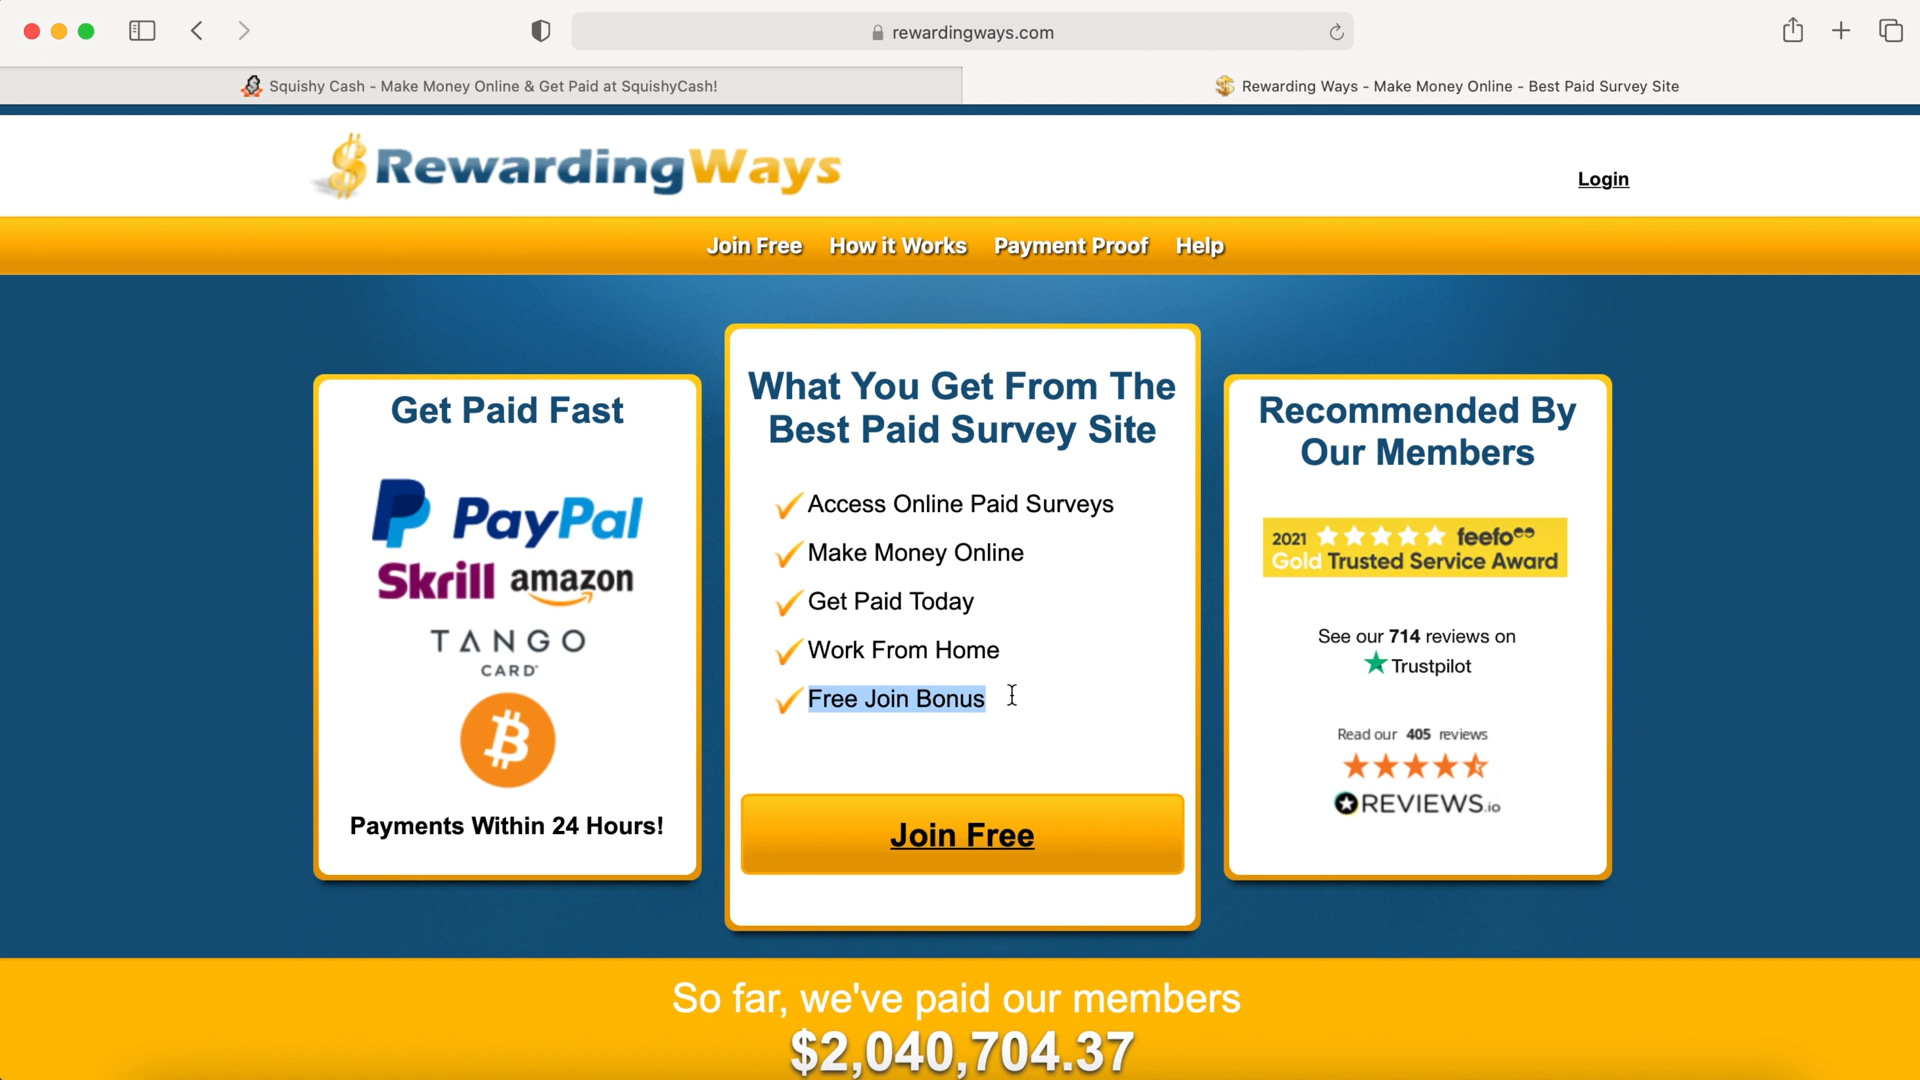 rewardingways.com
Squishy Cash - Make Money Online & Get Paid at SquishyCash!
Rewarding Ways - Make Money Online - Best Paid Survey Site
$ RewardingWays
Login
Join Free How it Works Payment Proof Help
Get Paid Fast
PayPal
Skrill amazon
TANGO
CARD
B
Payments Within 24 Hours!
What You Get From The
Best Paid Survey Site
Access Online Paid Surveys
Make Money Online
Get Paid Today
Work From Home
Free Join Bonus
Join Free
Recommended By
Our Members
2021 feefo
Gold Trusted Service Award
See our 714 reviews on
Trustpilot
Read our 405 reviews
REVIEWS.io
So far, we've paid our members
$2,040,704.37